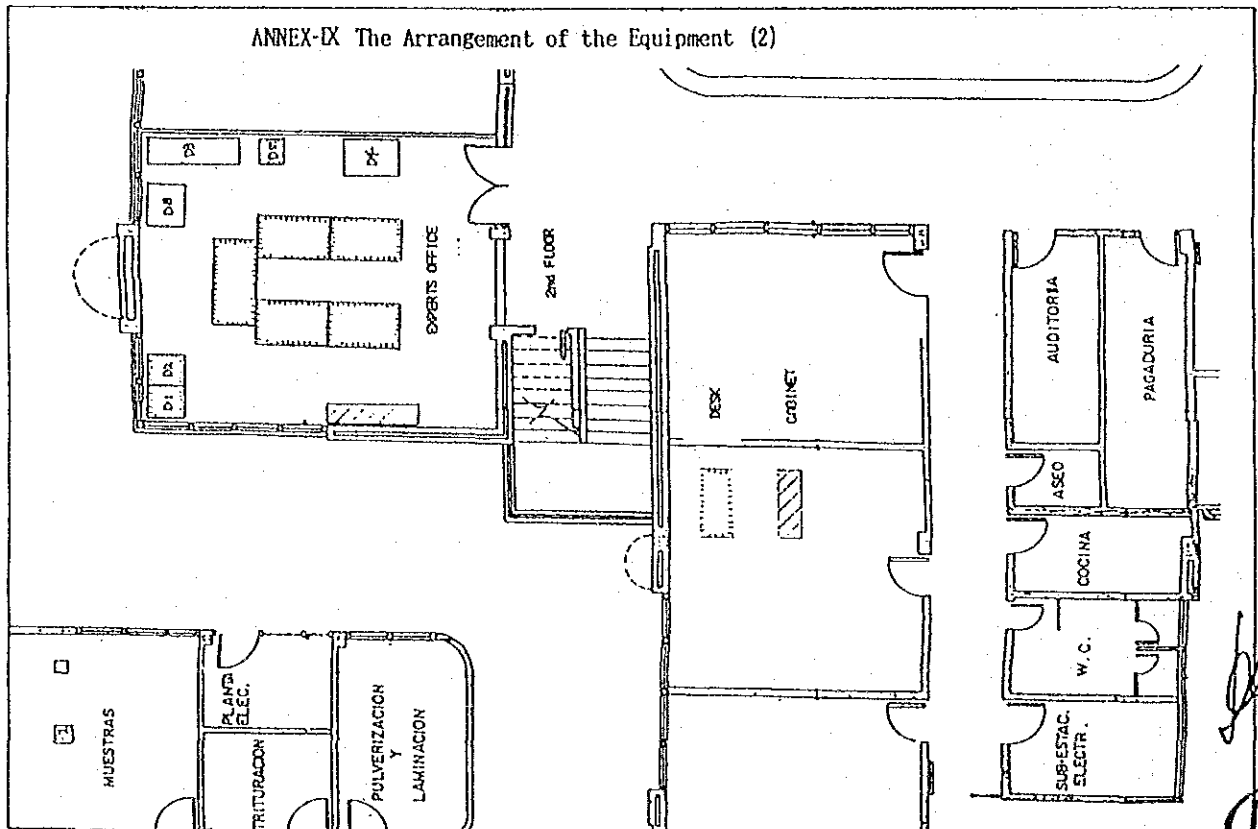 ANNEX-IX The Arrangement of the Equipment (2)
D3
D5
D4
D8
D2
D1
EXPERTS OFFICE
2nd FLOOR
DESK
CABINET
AUDITORIA
PAGADURIA
ASEO
COCINA
W. C.
SUB-ESTAC.
ELECTR.
MUESTRAS
PLANTA
ELEC.
TRITURACION
PULVERIZACION
Y
LAMINACION